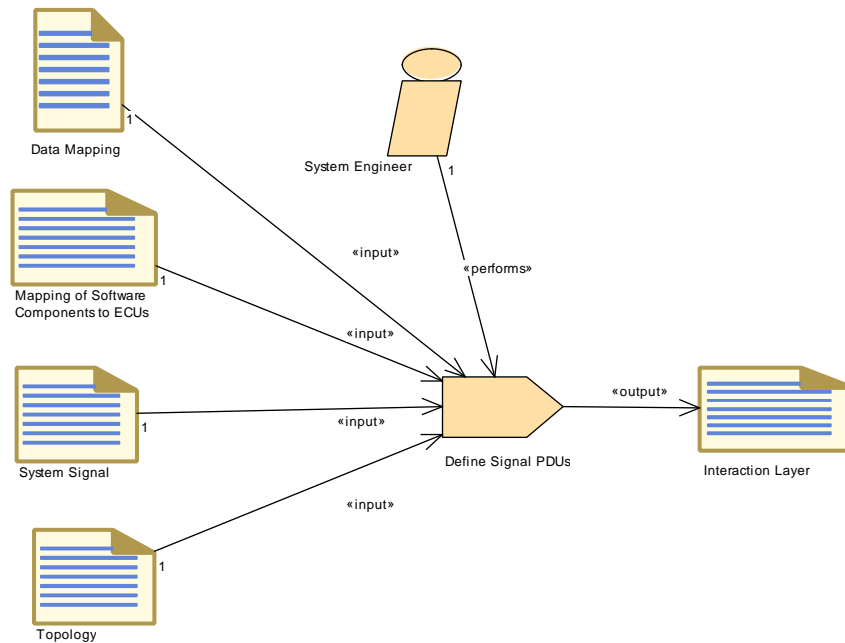 1
Data Mapping
System Engineer
1
«input»
«performs»
1
Mapping of Software
Components to ECUs
«input»
«output»
1
«input»
System Signal
Define Signal PDUs
Interaction Layer
«input»
1
Topology